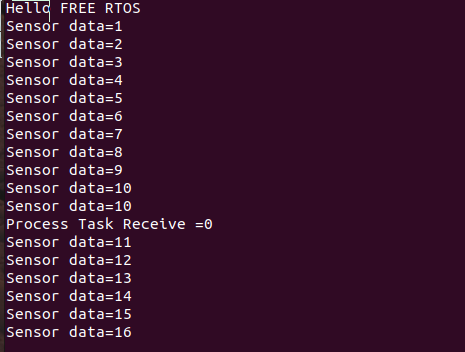 Hello FREE RTOS
Sensor data=1
Sensor data=2
Sensor data=3
Sensor data=4
Sensor data=5
Sensor data=6
Sensor data=7
Sensor data=8
Sensor data=9
Sensor data=10
Sensor data=10
Process Task Receive =0
Sensor data=11
Sensor data=12
Sensor data=13
Sensor data=14
Sensor data=15
Sensor data=16